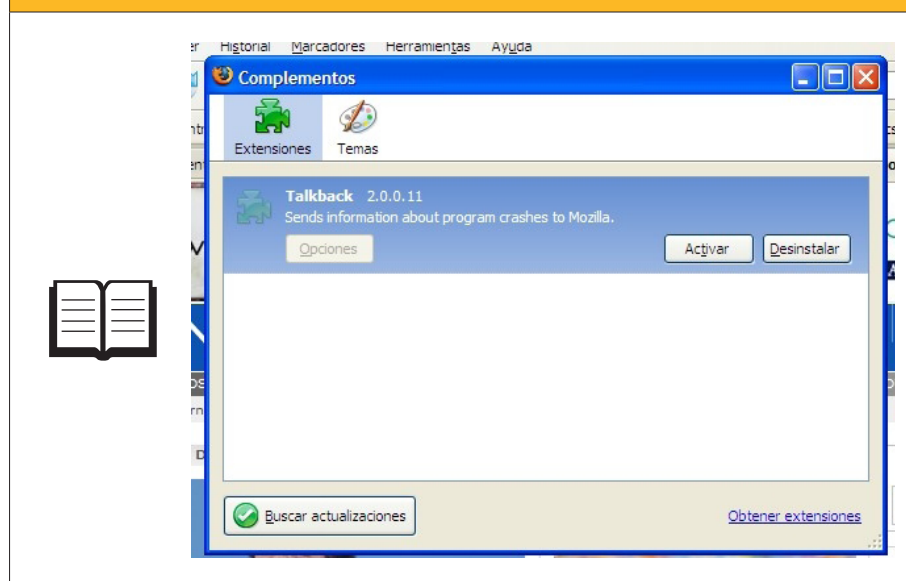 Historial Marcadores Herramientas Ayuda
Complementos
Extensiones Temas
Talkback 2.0.0.11
Sends information about program crashes to Mozilla.
Opciones Activar Desinstalar
Buscar actualizaciones Obtener extensiones